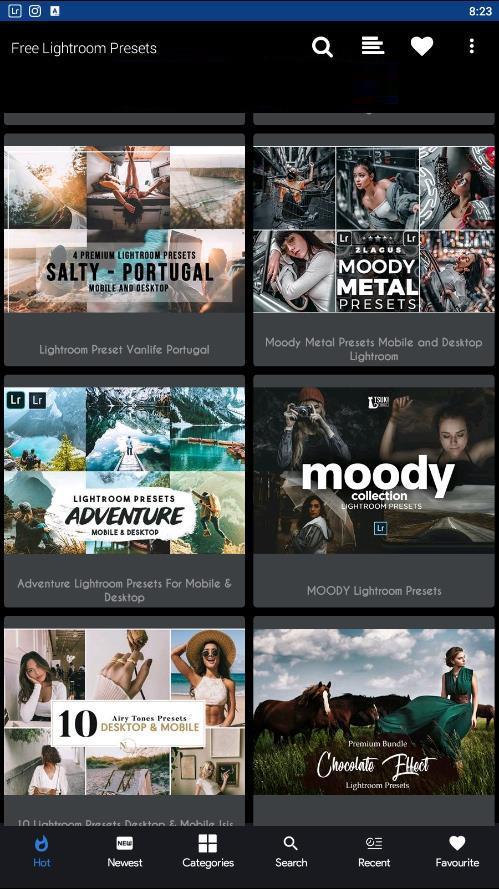 Lr
A
8:23
Free Lightroom Presets
4 PREMIUM LIGHTROOM PRESETS
SALTY - PORTUGAL
MOBILE AND DESKTOP
Lightroom Preset Vanlife Portugal
Lr
Lr
2LAGUS
MOODY
METAL
PRESETS
Moody Metal Presets Mobile and Desktop
Lightroom
Lr
Lr
LIGHTROOM PRESETS
ADVENTURE
MOBILE & DESKTOP
Adventure Lightroom Presets For Mobile &
Desktop
TSUKI
moody
collection
LIGHTROOM PRESETS
Lr
MOODY Lightroom Presets
10
Airy Tones Presets
DESKTOP & MOBILE
10 Lightroom Presets Desktop & Mobile Isis
Premium Bundle
Chocolate Effect
Lightroom Presets
NEW
Hot
Newest
Categories
Search
Recent
Favourite